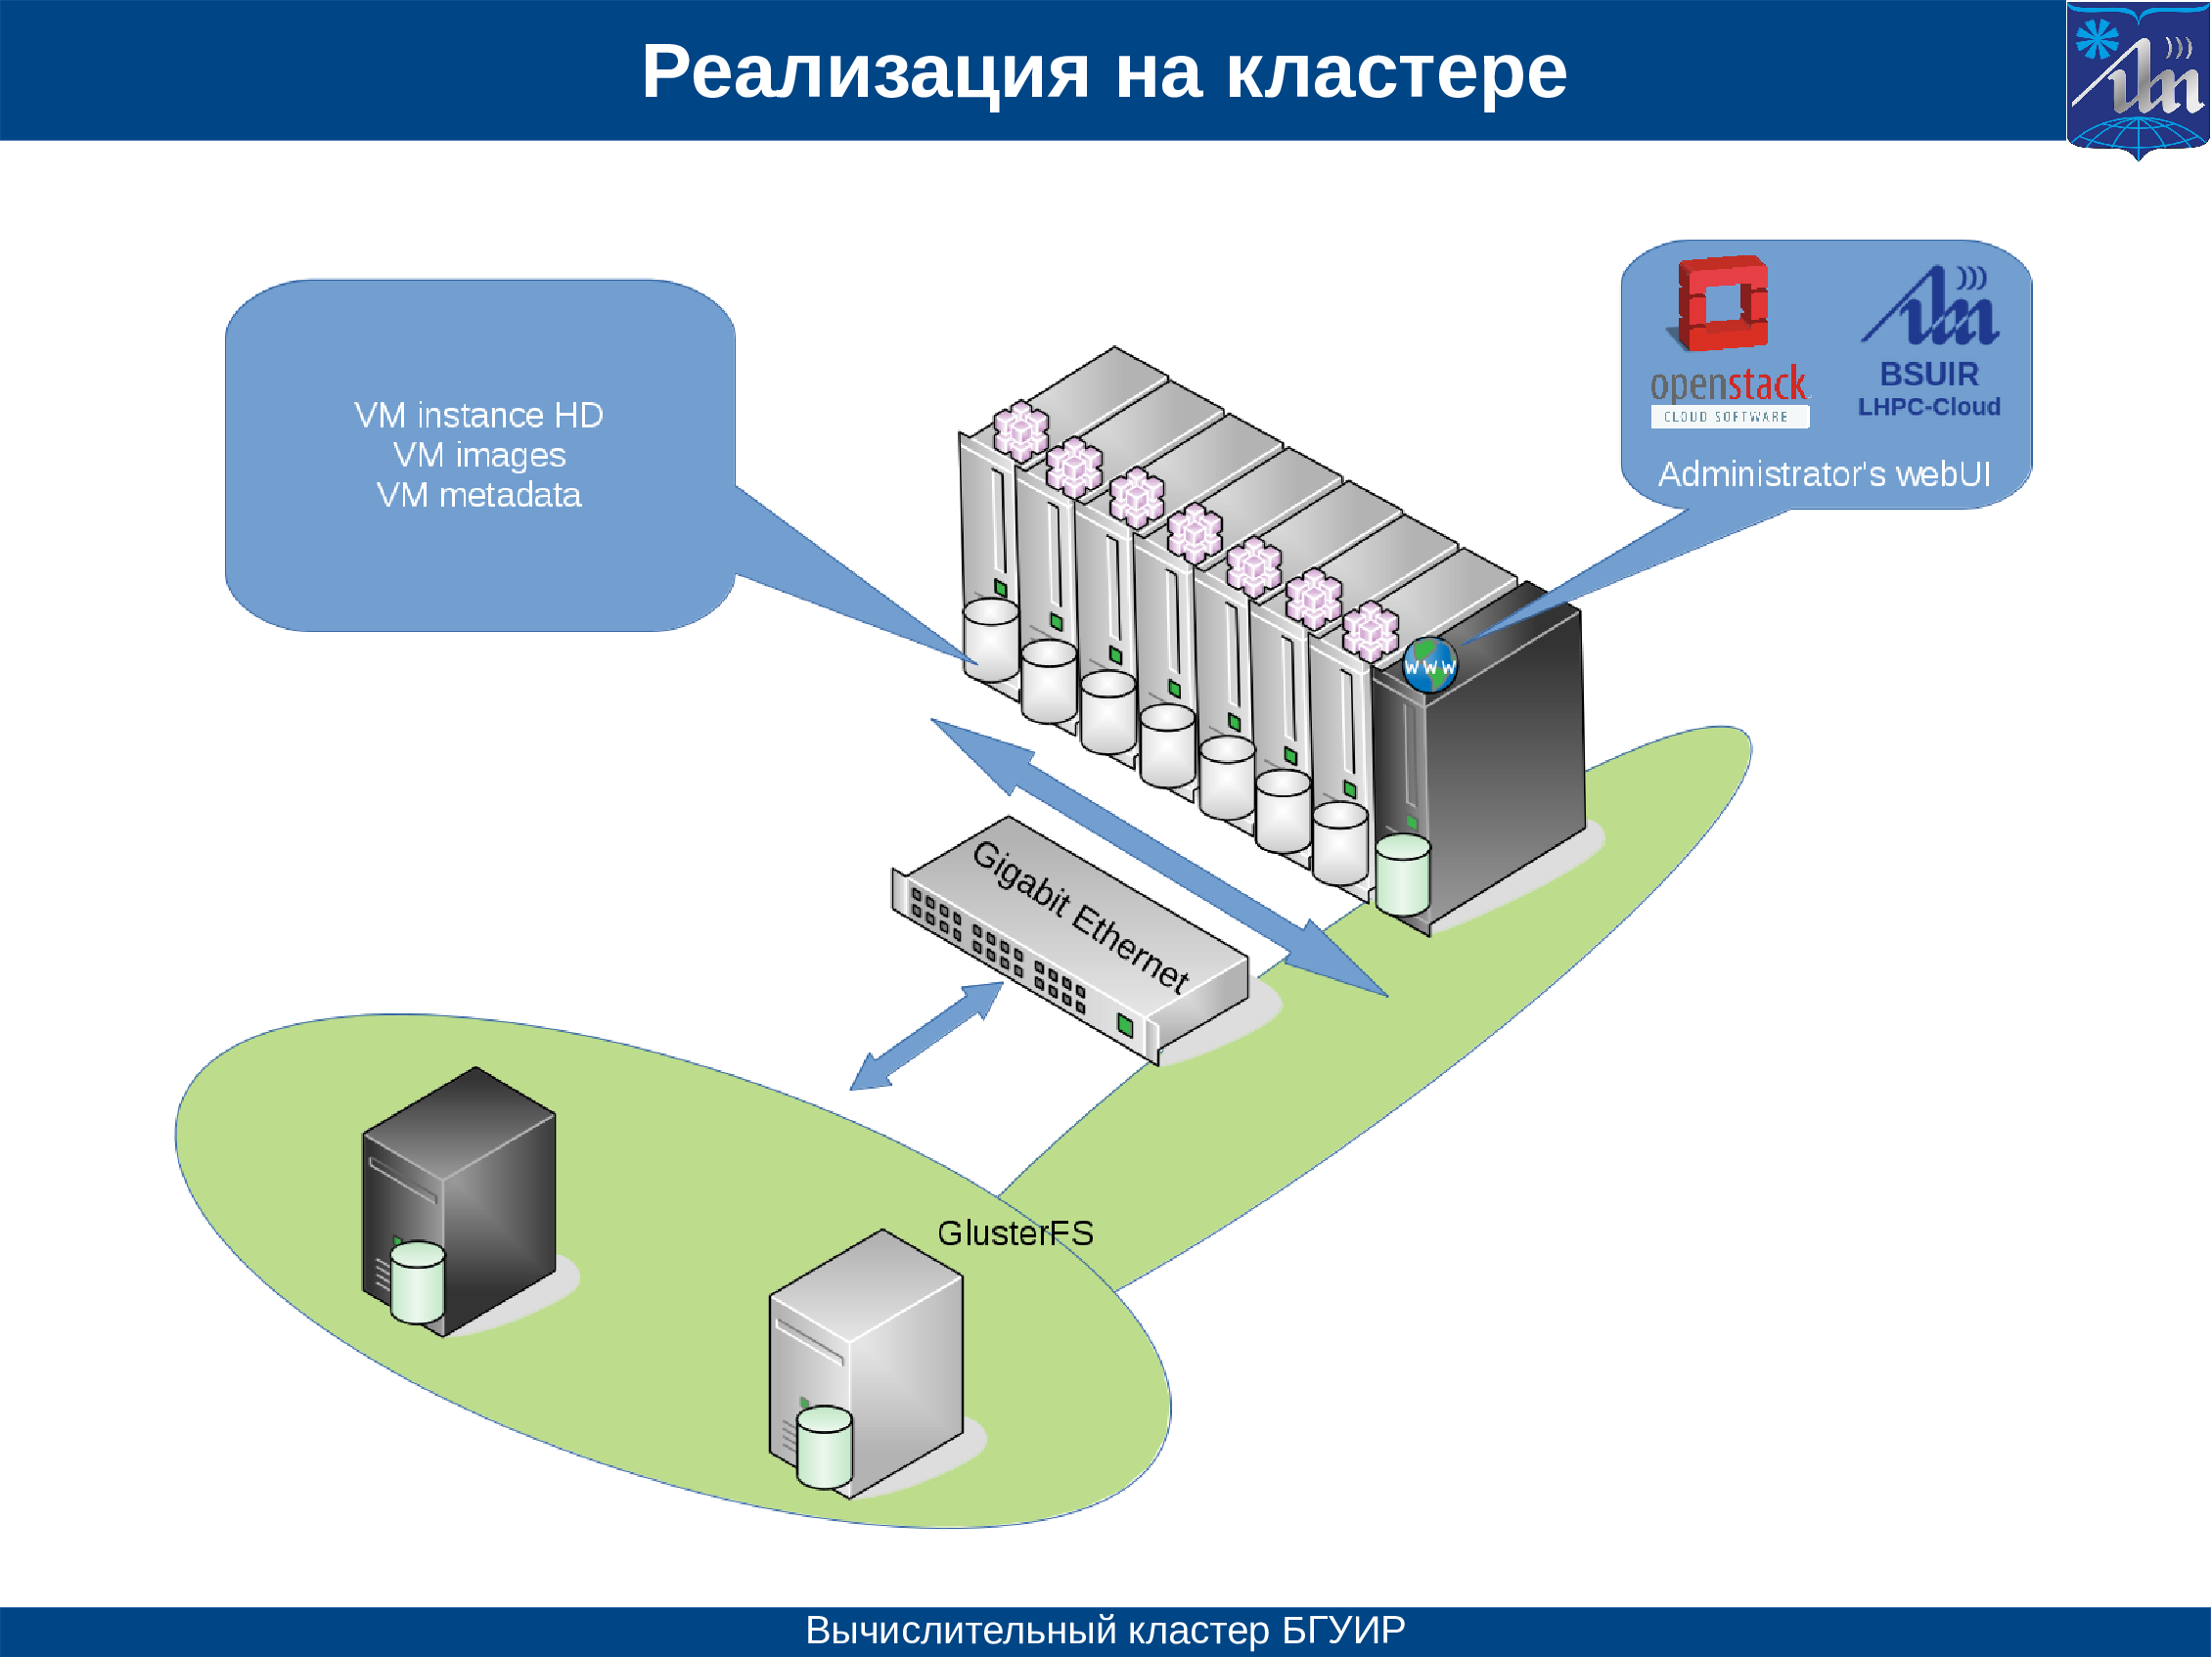 Реализация на кластере
VM instance HD
VM images
VM metadata
openstack
CLOUD SOFTWARE
BSUIR
LHPC-Cloud
Administrator's webUI
WWW
Gigabit Ethernet
GlusterFS
Вычислительный кластер БГУИР